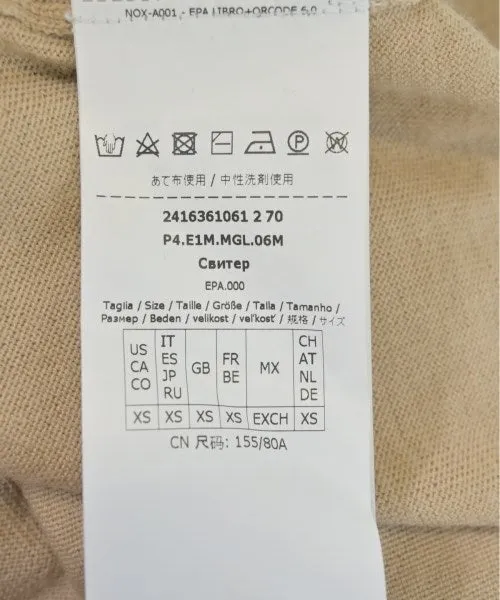 NOX-A001 - EPA LIBRO+QRCODE 6.0
あて布使用 / 中性洗剤使用
2416361061 2 70
P4.E1M.MGL.06M
Свитер
EPA.000
Taglia / Size / Taille / Größe / Talla / Tamanho /
Размер / Beden / velikost / veľkosť / 规格 / サイズ
US CA CO | IT ES JP RU | GB | FR BE | MX | CH AT NL DE
XS | XS | XS | XS | EXCH | XS
CN 尺码: 155/80A